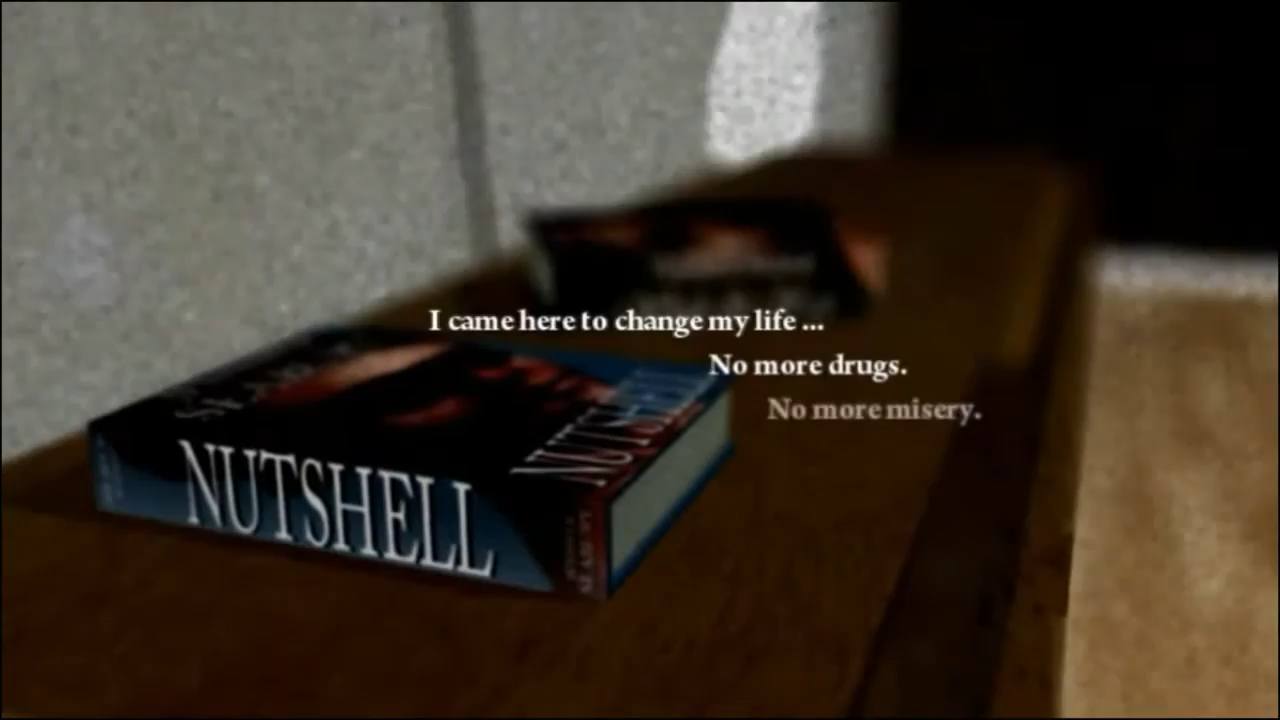 I came here to change my life ...
No more drugs.
No more misery.
NUTSHELL
NUTSHELL